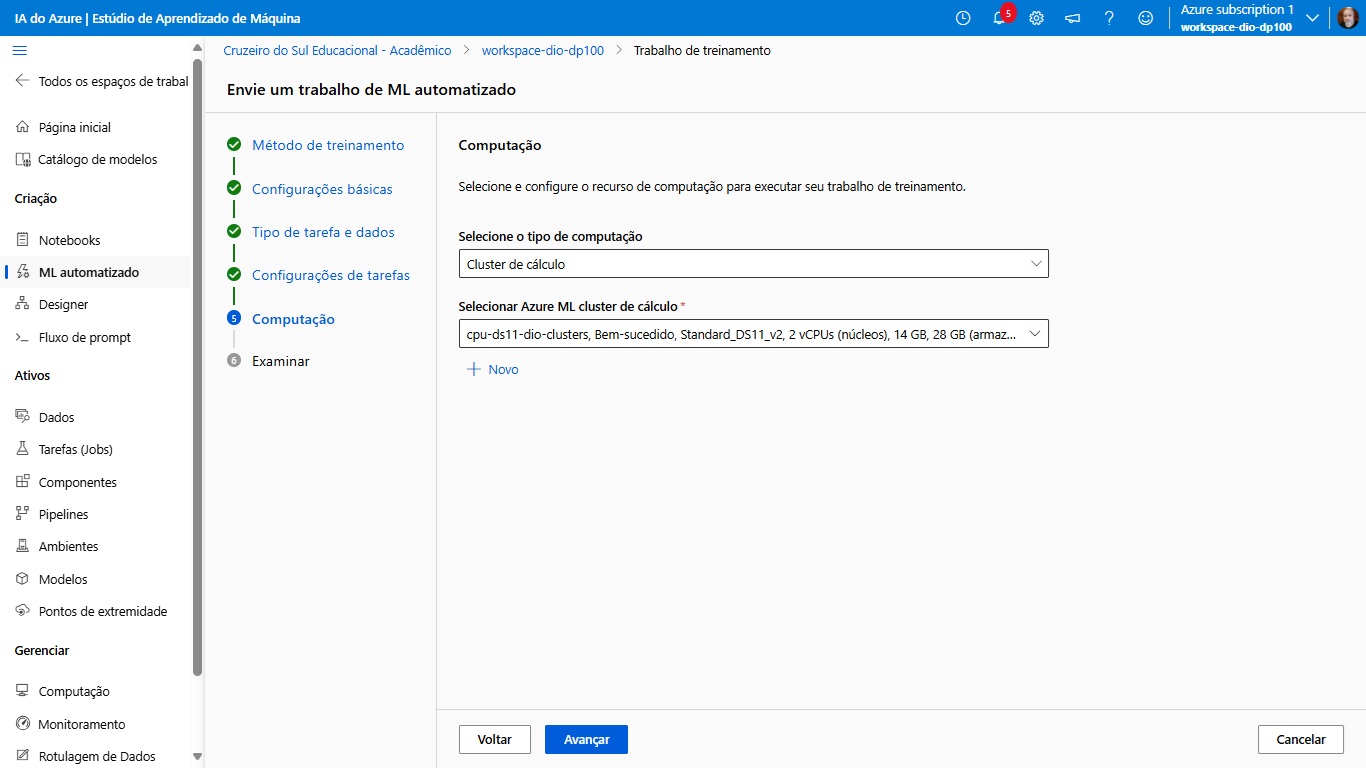 IA do Azure | Estúdio de Aprendizado de Máquina
5
Azure subscription 1
workspace-dio-dp100
Todos os espaços de trabal
Página inicial
Catálogo de modelos
Criação
Notebooks
ML automatizado
Designer
Fluxo de prompt
Ativos
Dados
Tarefas (Jobs)
Componentes
Pipelines
Ambientes
Modelos
Pontos de extremidade
Gerenciar
Computação
Monitoramento
Rotulagem de Dados
Cruzeiro do Sul Educacional - Acadêmico > workspace-dio-dp100 > Trabalho de treinamento
Envie um trabalho de ML automatizado
Método de treinamento
Configurações básicas
Tipo de tarefa e dados
Configurações de tarefas
5 Computação
6 Examinar
Computação
Selecione e configure o recurso de computação para executar seu trabalho de treinamento.
Selecione o tipo de computação
Cluster de cálculo
Selecionar Azure ML cluster de cálculo *
cpu-ds11-dio-clusters, Bem-sucedido, Standard_DS11_v2, 2 vCPUs (núcleos), 14 GB, 28 GB (armaz...
+ Novo
Voltar
Avançar
Cancelar